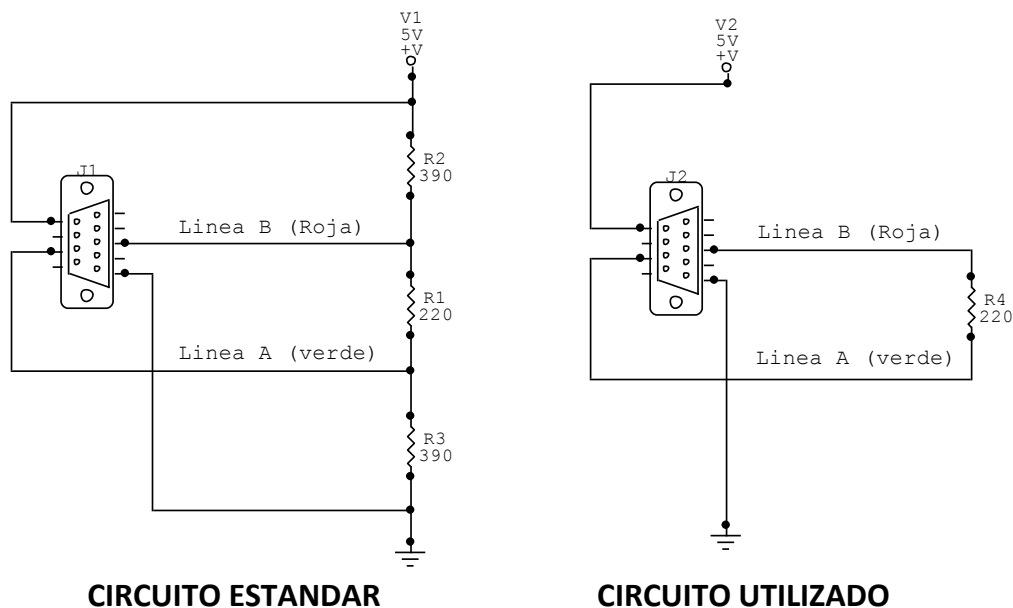 V1
5V
+V
R2
390
J1
Linea B (Roja)
R1
220
Linea A (verde)
R3
390
CIRCUITO ESTANDAR
V2
5V
+V
J2
Linea B (Roja)
R4
220
Linea A (verde)
CIRCUITO UTILIZADO